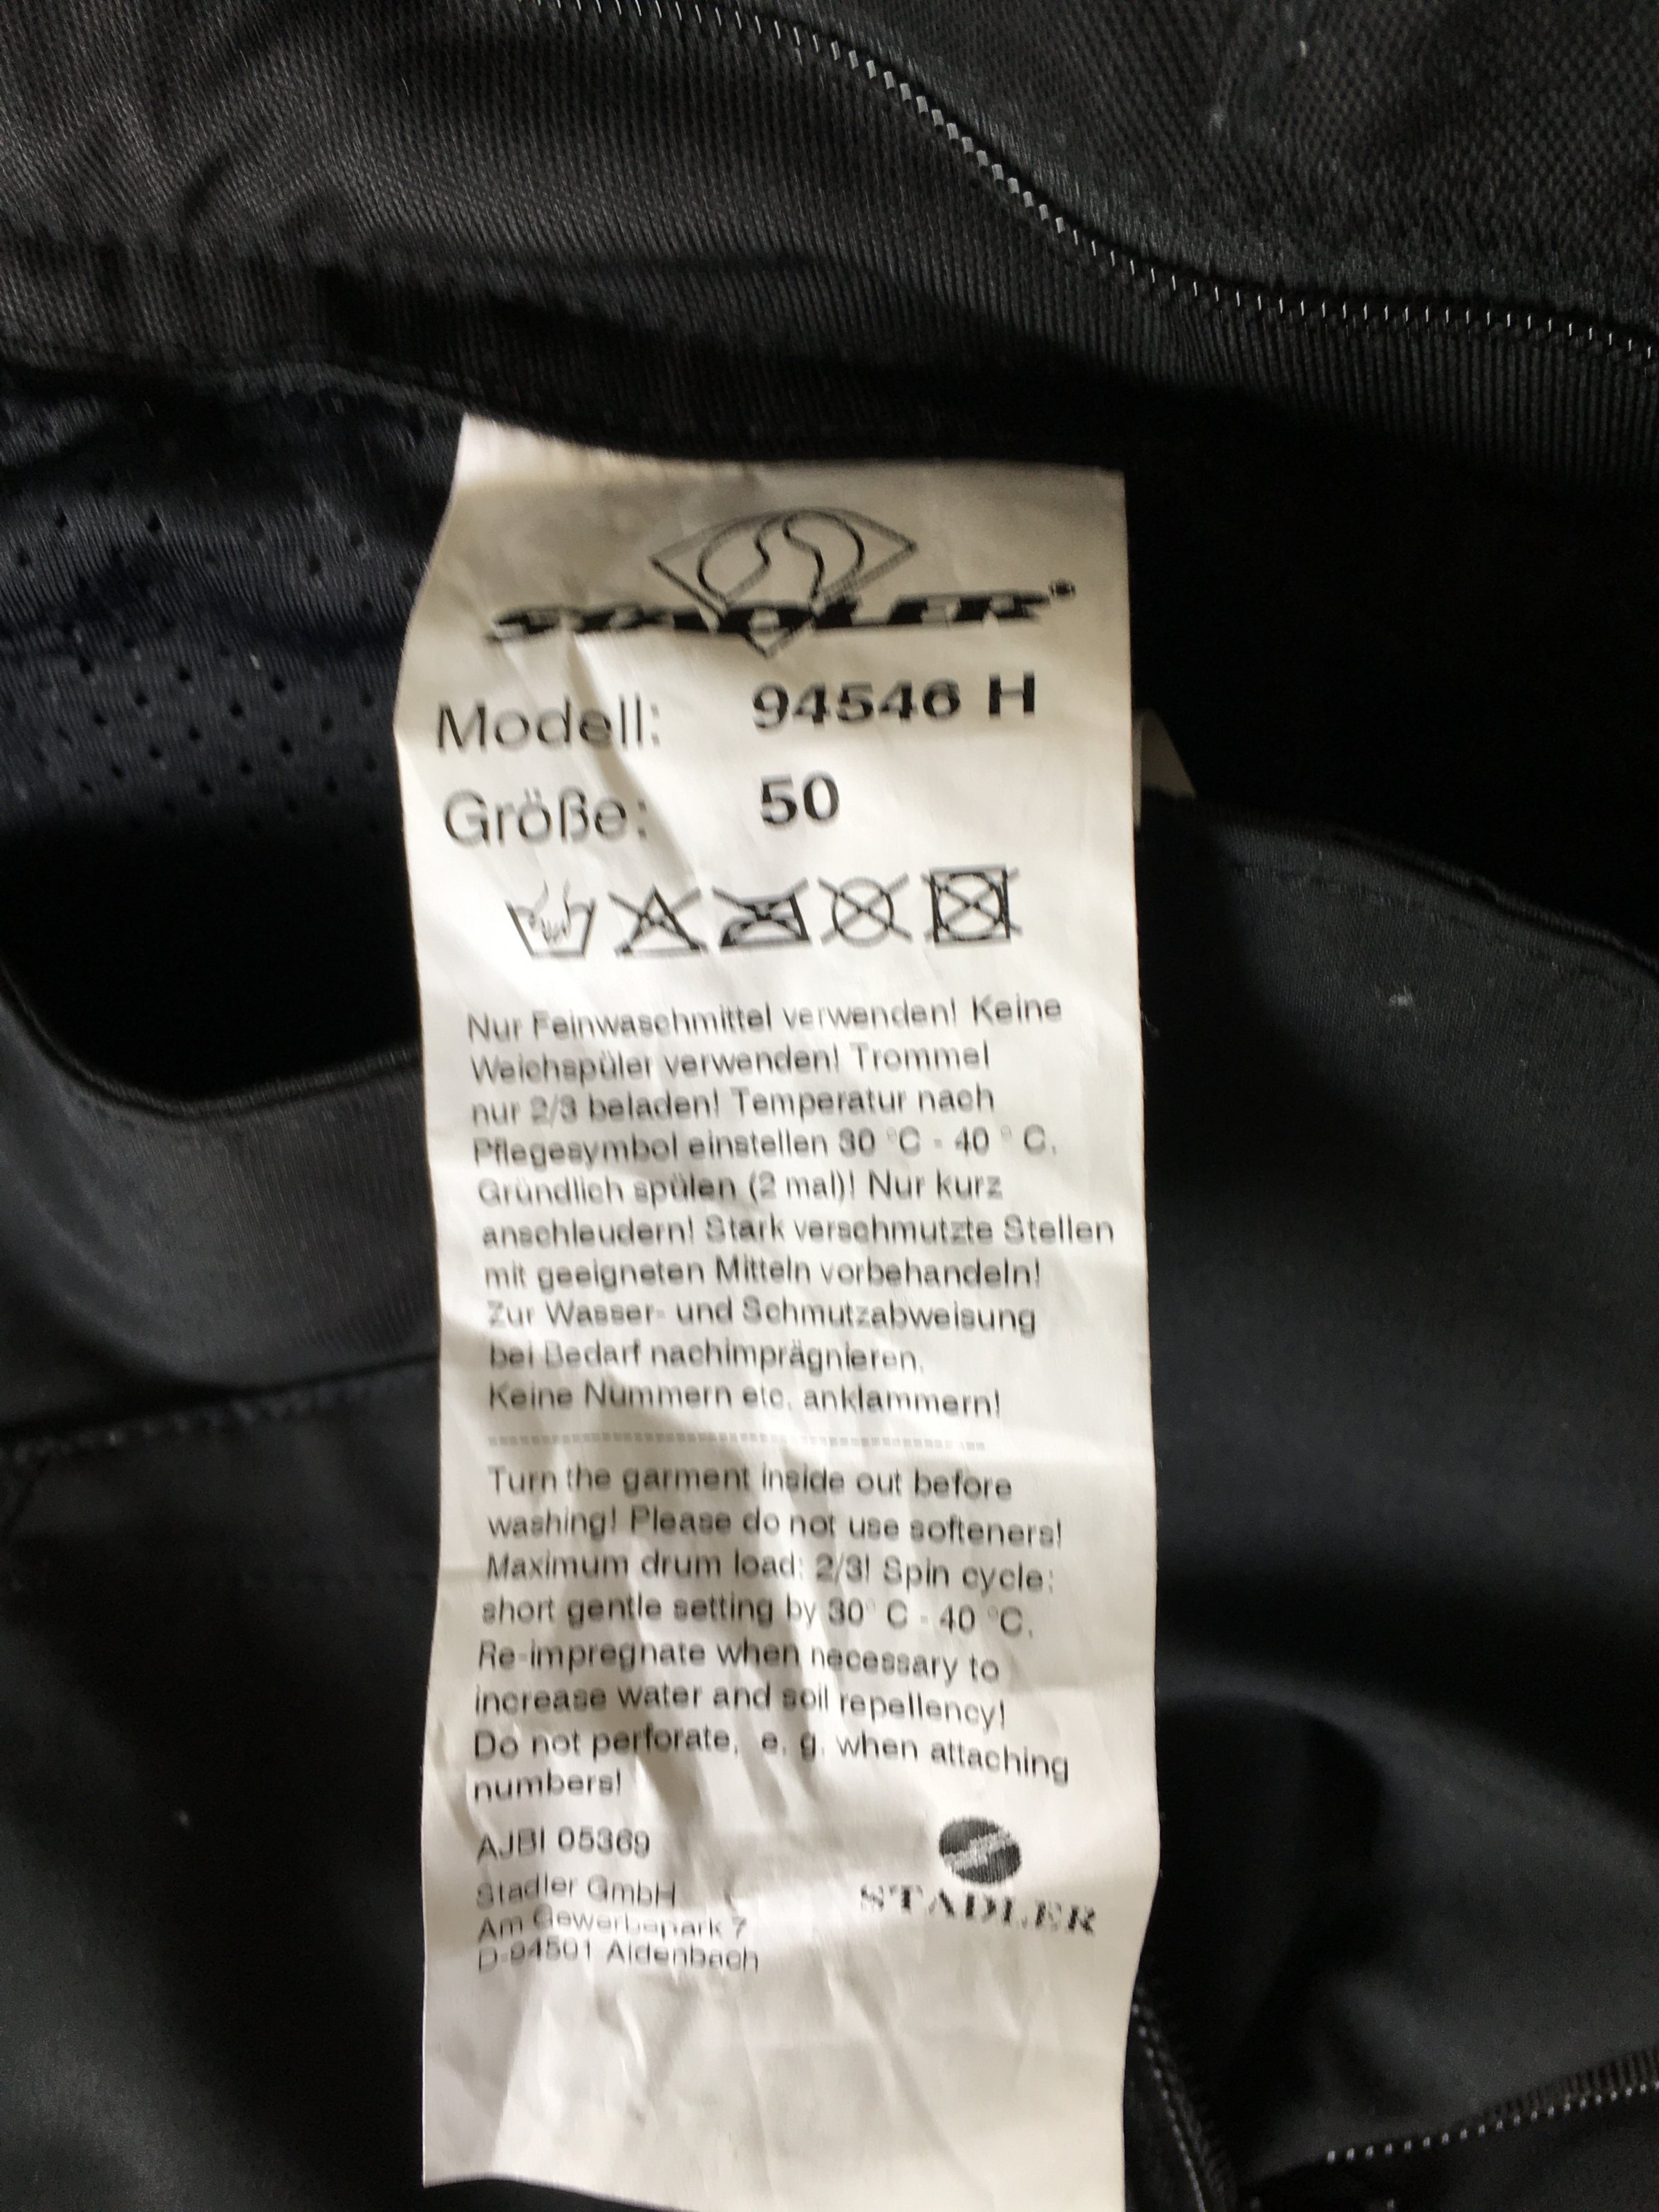 STADLER®
Modell: 94546 H
Größe: 50
Nur Feinwaschmittel verwenden! Keine
Weichspüler verwenden! Trommel
nur 2/3 beladen! Temperatur nach
Pflegesymbol einstellen 30 °C - 40 ° C.
Gründlich spülen (2 mal)! Nur kurz
anschleudern! Stark verschmutzte Stellen
mit geeigneten Mitteln vorbehandeln!
Zur Wasser- und Schmutzabweisung
bei Bedarf nachimprägnieren.
Keine Nummern etc. anklammern!
Turn the garment inside out before
washing! Please do not use softeners!
Maximum drum load: 2/3! Spin cycle:
short gentle setting by 30° C - 40 °C.
Re-impregnate when necessary to
increase water and soil repellency!
Do not perforate, e. g. when attaching
numbers!
AJBI 05369
Stadler GmbH
Am Gewerbepark 7
D-94501 Aidenbach
STADLER